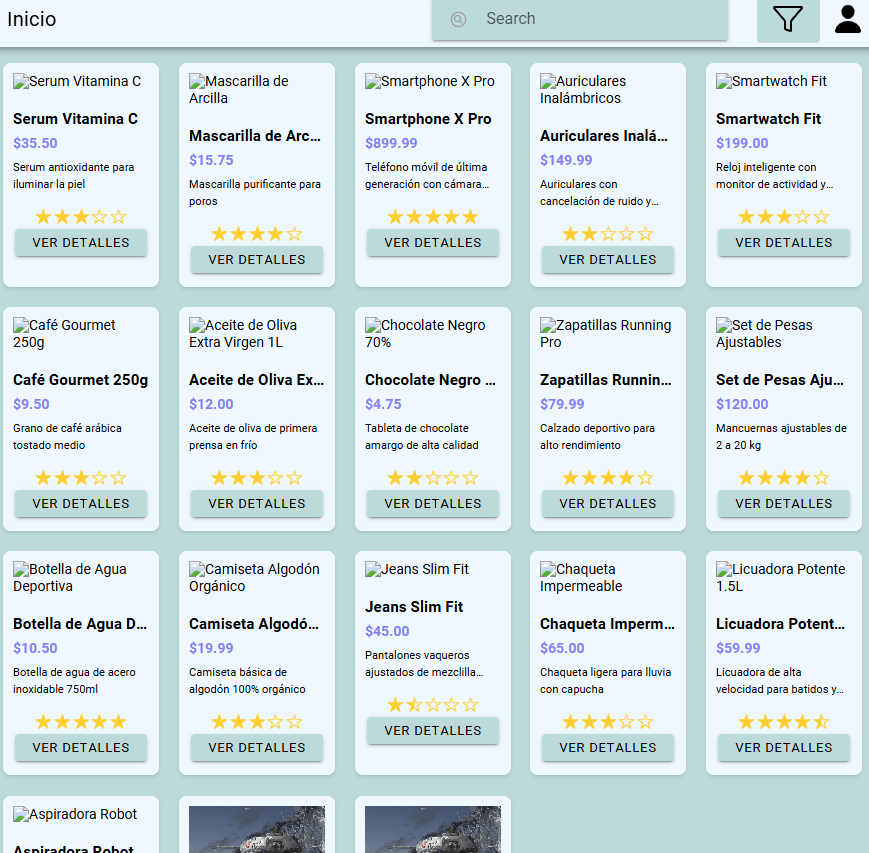 Inicio
Search
Serum Vitamina C
Serum Vitamina C
$35.50
Serum antioxidante para
iluminar la piel
VER DETALLES
Mascarilla de
Arcilla
Mascarilla de Arc...
$15.75
Mascarilla purificante para
poros
VER DETALLES
Smartphone X Pro
Smartphone X Pro
$899.99
Teléfono móvil de última
generación con cámara...
VER DETALLES
Auriculares
Inalámbricos
Auriculares Inalá...
$149.99
Auriculares con
cancelación de ruido y...
VER DETALLES
Smartwatch Fit
Smartwatch Fit
$199.00
Reloj inteligente con
monitor de actividad y...
VER DETALLES
Café Gourmet
250g
Café Gourmet 250g
$9.50
Grano de café arábica
tostado medio
VER DETALLES
Aceite de Oliva
Extra Virgen 1L
Aceite de Oliva Ex...
$12.00
Aceite de oliva de primera
prensa en frío
VER DETALLES
Chocolate Negro
70%
Chocolate Negro ...
$4.75
Tableta de chocolate
amargo de alta calidad
VER DETALLES
Zapatillas Running
Pro
Zapatillas Runnin...
$79.99
Calzado deportivo para
alto rendimiento
VER DETALLES
Set de Pesas
Ajustables
Set de Pesas Aju...
$120.00
Mancuernas ajustables de
2 a 20 kg
VER DETALLES
Botella de Agua
Deportiva
Botella de Agua D...
$10.50
Botella de agua de acero
inoxidable 750ml
VER DETALLES
Camiseta Algodón
Orgánico
Camiseta Algodó...
$19.99
Camiseta básica de
algodón 100% orgánico
VER DETALLES
Jeans Slim Fit
Jeans Slim Fit
$45.00
Pantalones vaqueros
ajustados de mezclilla...
VER DETALLES
Chaqueta
Impermeable
Chaqueta Imperm...
$65.00
Chaqueta ligera para lluvia
con capucha
VER DETALLES
Licuadora Potente
1.5L
Licuadora Potent...
$59.99
Licuadora de alta
velocidad para batidos y...
VER DETALLES
Aspiradora Robot
Aspiradora Robot